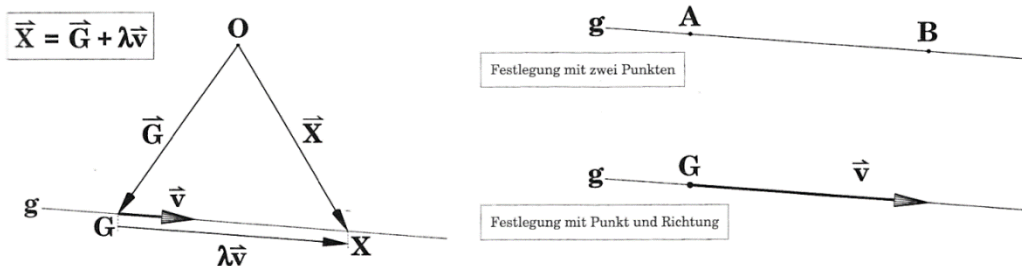 X⃗ = G⃗ + λv⃗
O
G⃗
X⃗
g
v⃗
G
X
λv⃗
g
A
B
Festlegung mit zwei Punkten
g
G
v⃗
Festlegung mit Punkt und Richtung